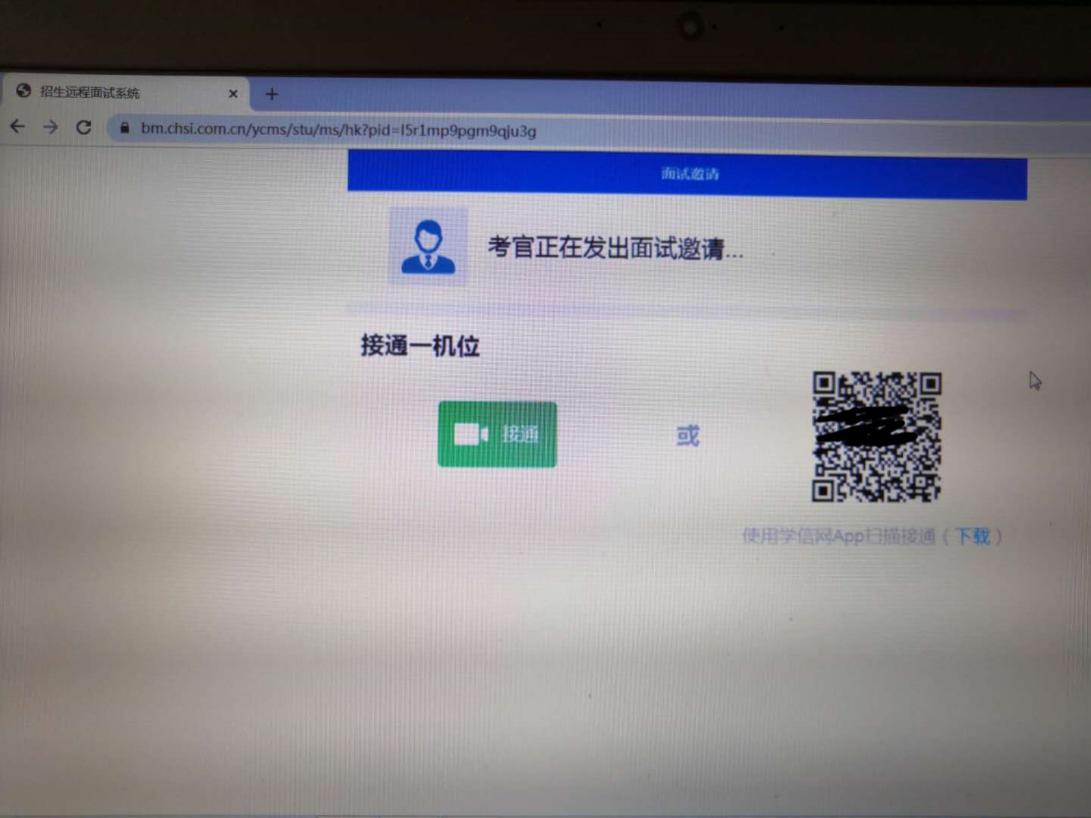 招生远程面试系统
bm.chsi.com.cn/ycms/stu/ms/hk?pid=l5r1mp9pgm9qju3g
面试邀请
考官正在发出面试邀请...
接通一机位
接通
或
使用学信网App扫描接通（下载）